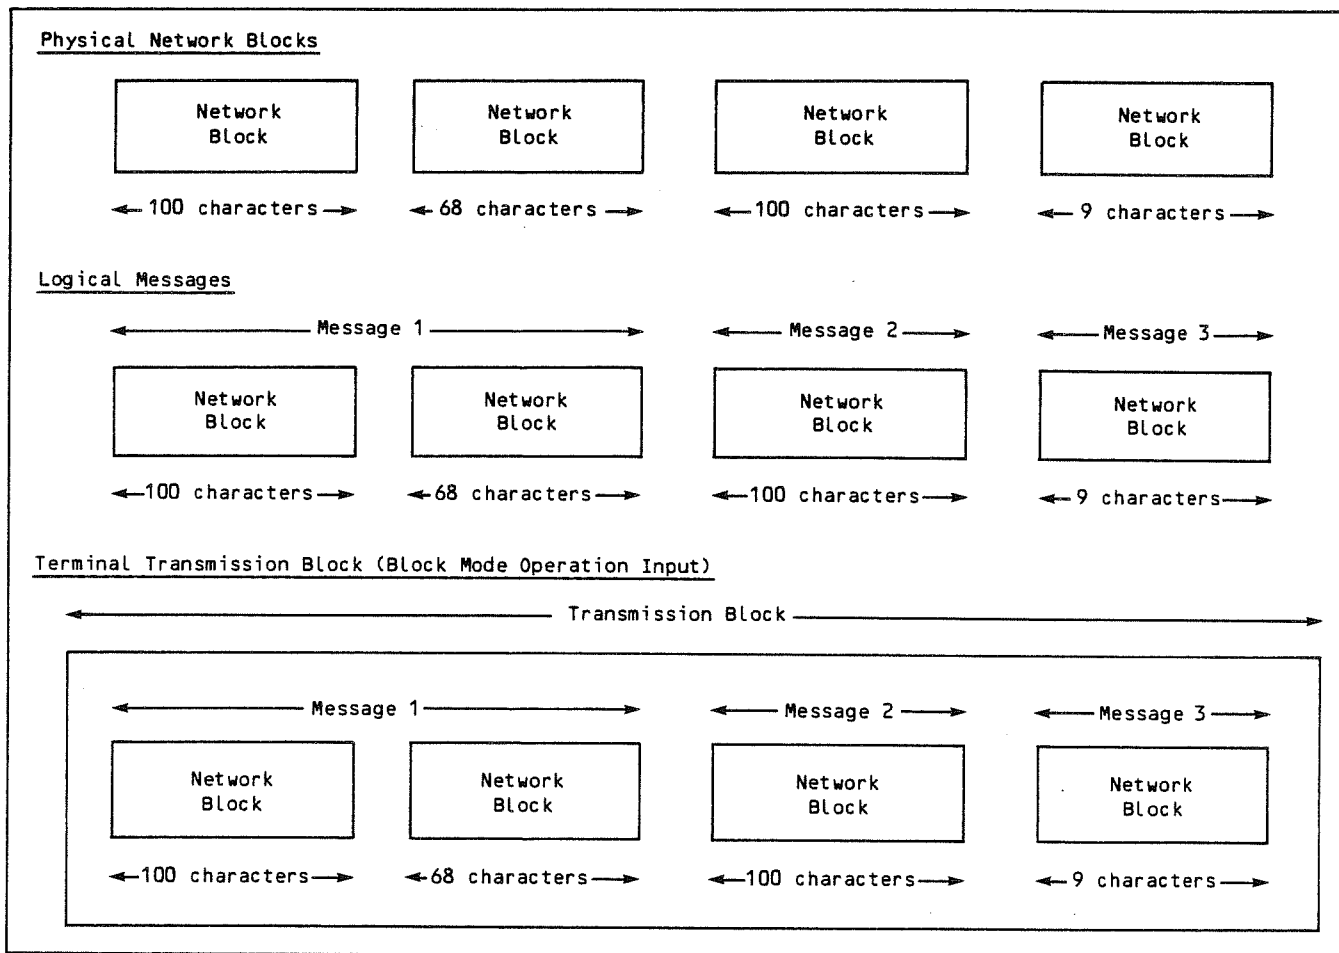 Physical Network Blocks
Network Block
Network Block
Network Block
Network Block
100 characters
68 characters
100 characters
9 characters
Logical Messages
Message 1
Message 2
Message 3
Network Block
Network Block
Network Block
Network Block
100 characters
68 characters
100 characters
9 characters
Terminal Transmission Block (Block Mode Operation Input)
Transmission Block
Message 1
Message 2
Message 3
Network Block
Network Block
Network Block
Network Block
100 characters
68 characters
100 characters
9 characters